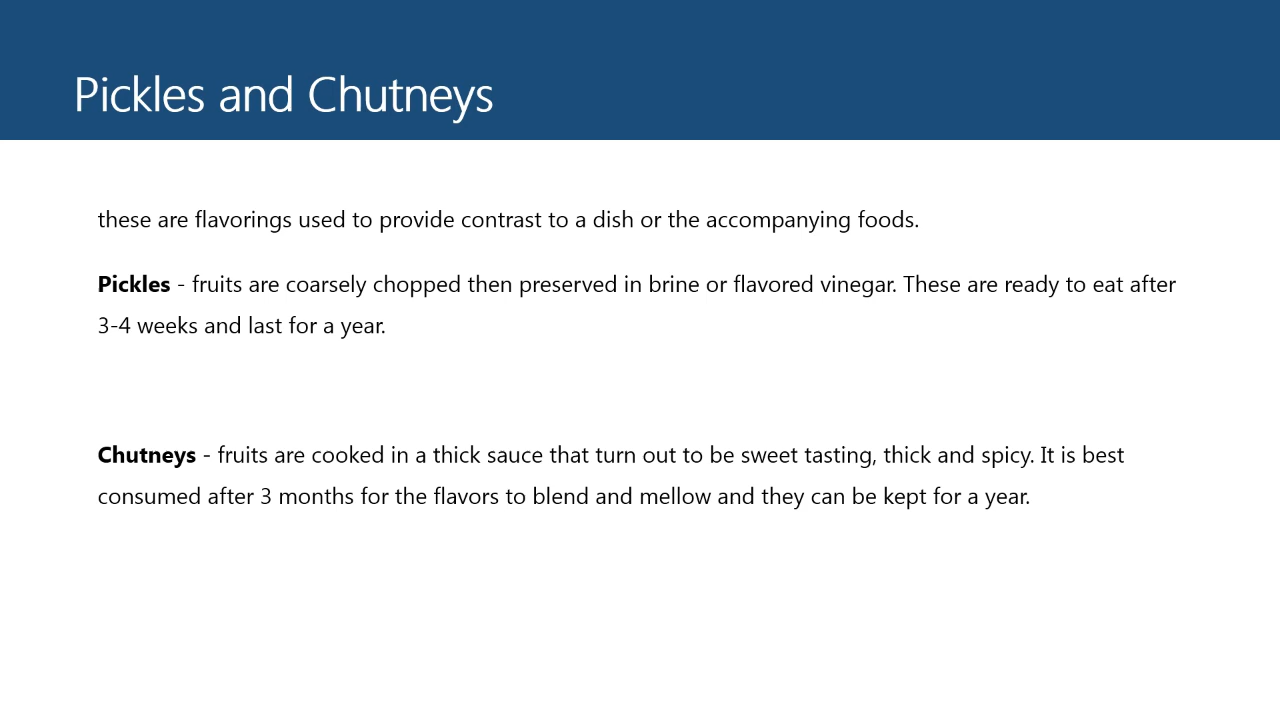 Pickles and Chutneys
these are flavorings used to provide contrast to a dish or the accompanying foods.
Pickles - fruits are coarsely chopped then preserved in brine or flavored vinegar. These are ready to eat after
3-4 weeks and last for a year.
Chutneys - fruits are cooked in a thick sauce that turn out to be sweet tasting, thick and spicy. It is best
consumed after 3 months for the flavors to blend and mellow and they can be kept for a year.